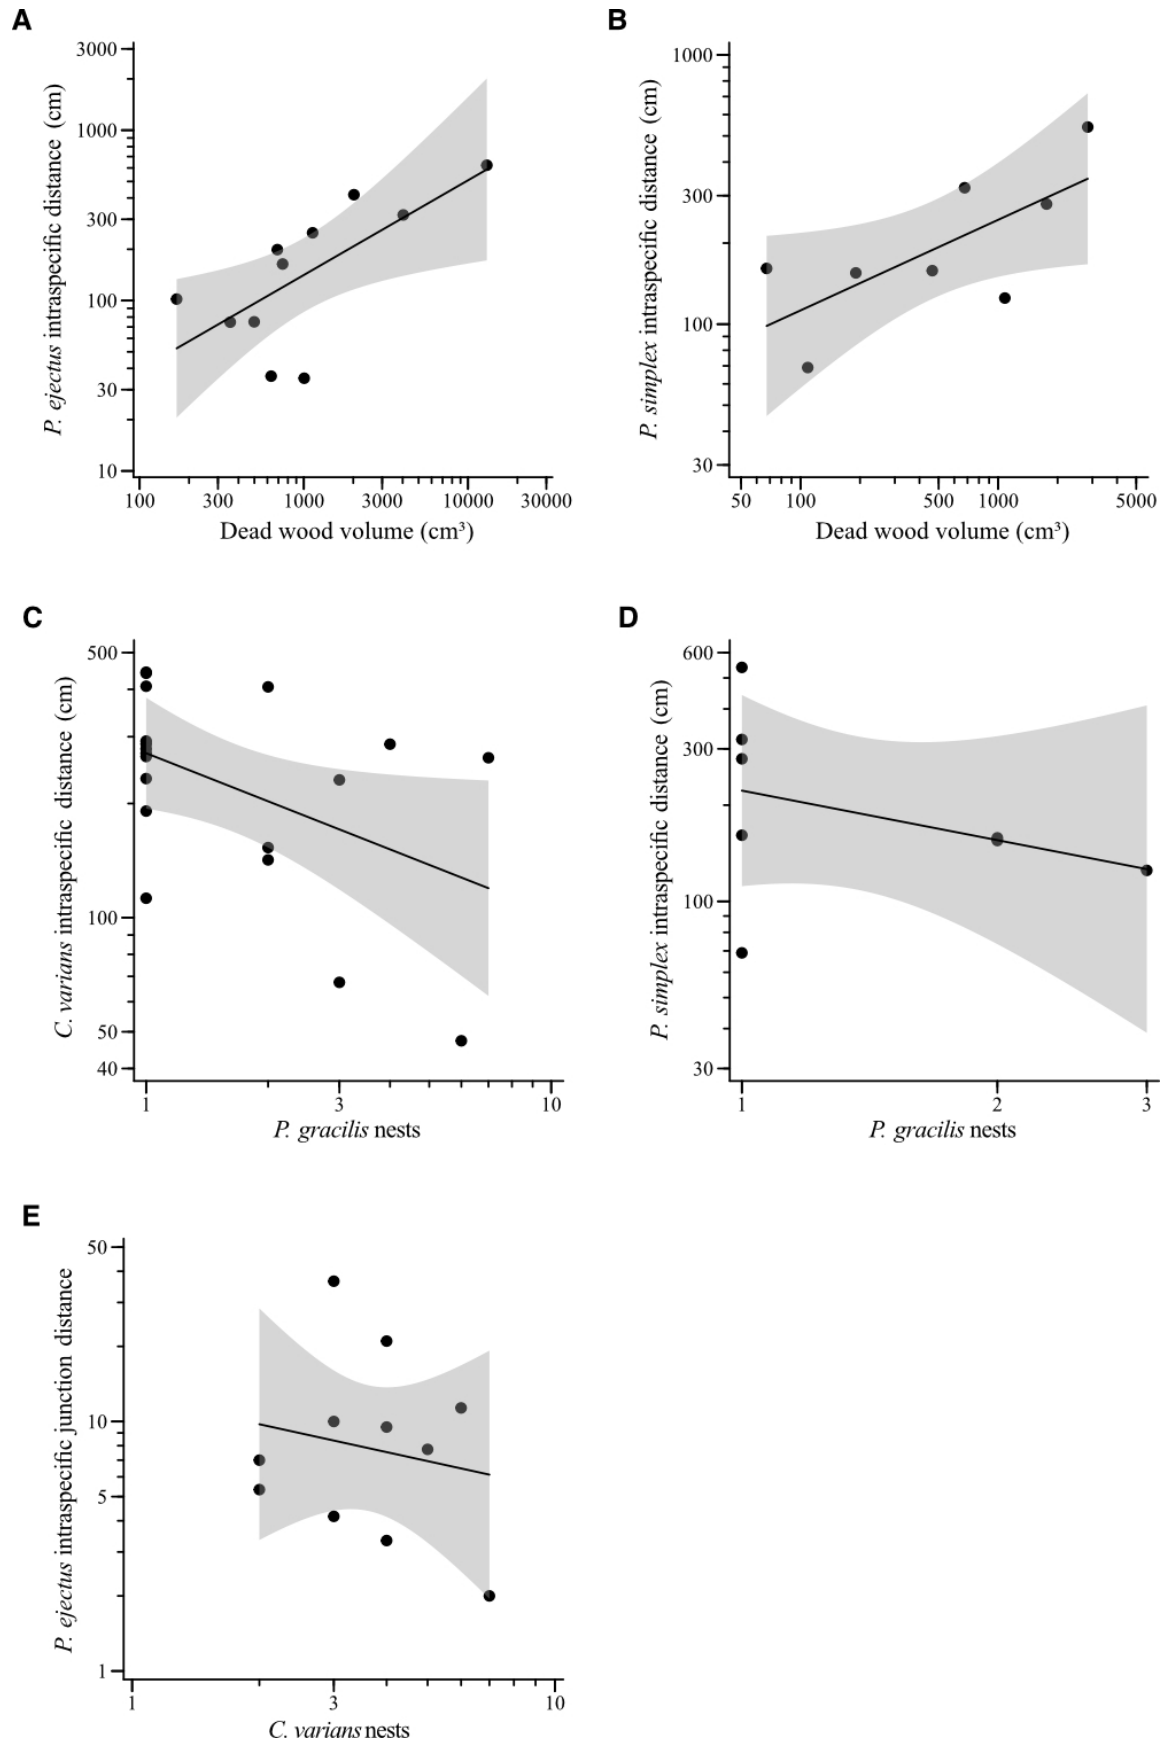 A
P. ejectus intraspecific distance (cm)
3000
1000
300
100
30
10
100 300 1000 3000 10000 30000
Dead wood volume (cm³)
B
P. simplex intraspecific distance (cm)
1000
300
100
30
50 100 500 1000 5000
Dead wood volume (cm³)
C
C. varians intraspecific distance (cm)
500
100
50
40
1 3 10
P. gracilis nests
D
P. simplex intraspecific distance (cm)
600
300
100
30
1 2 3
P. gracilis nests
E
P. ejectus intraspecific junction distance
50
10
5
1
1 3 10
C. varians nests